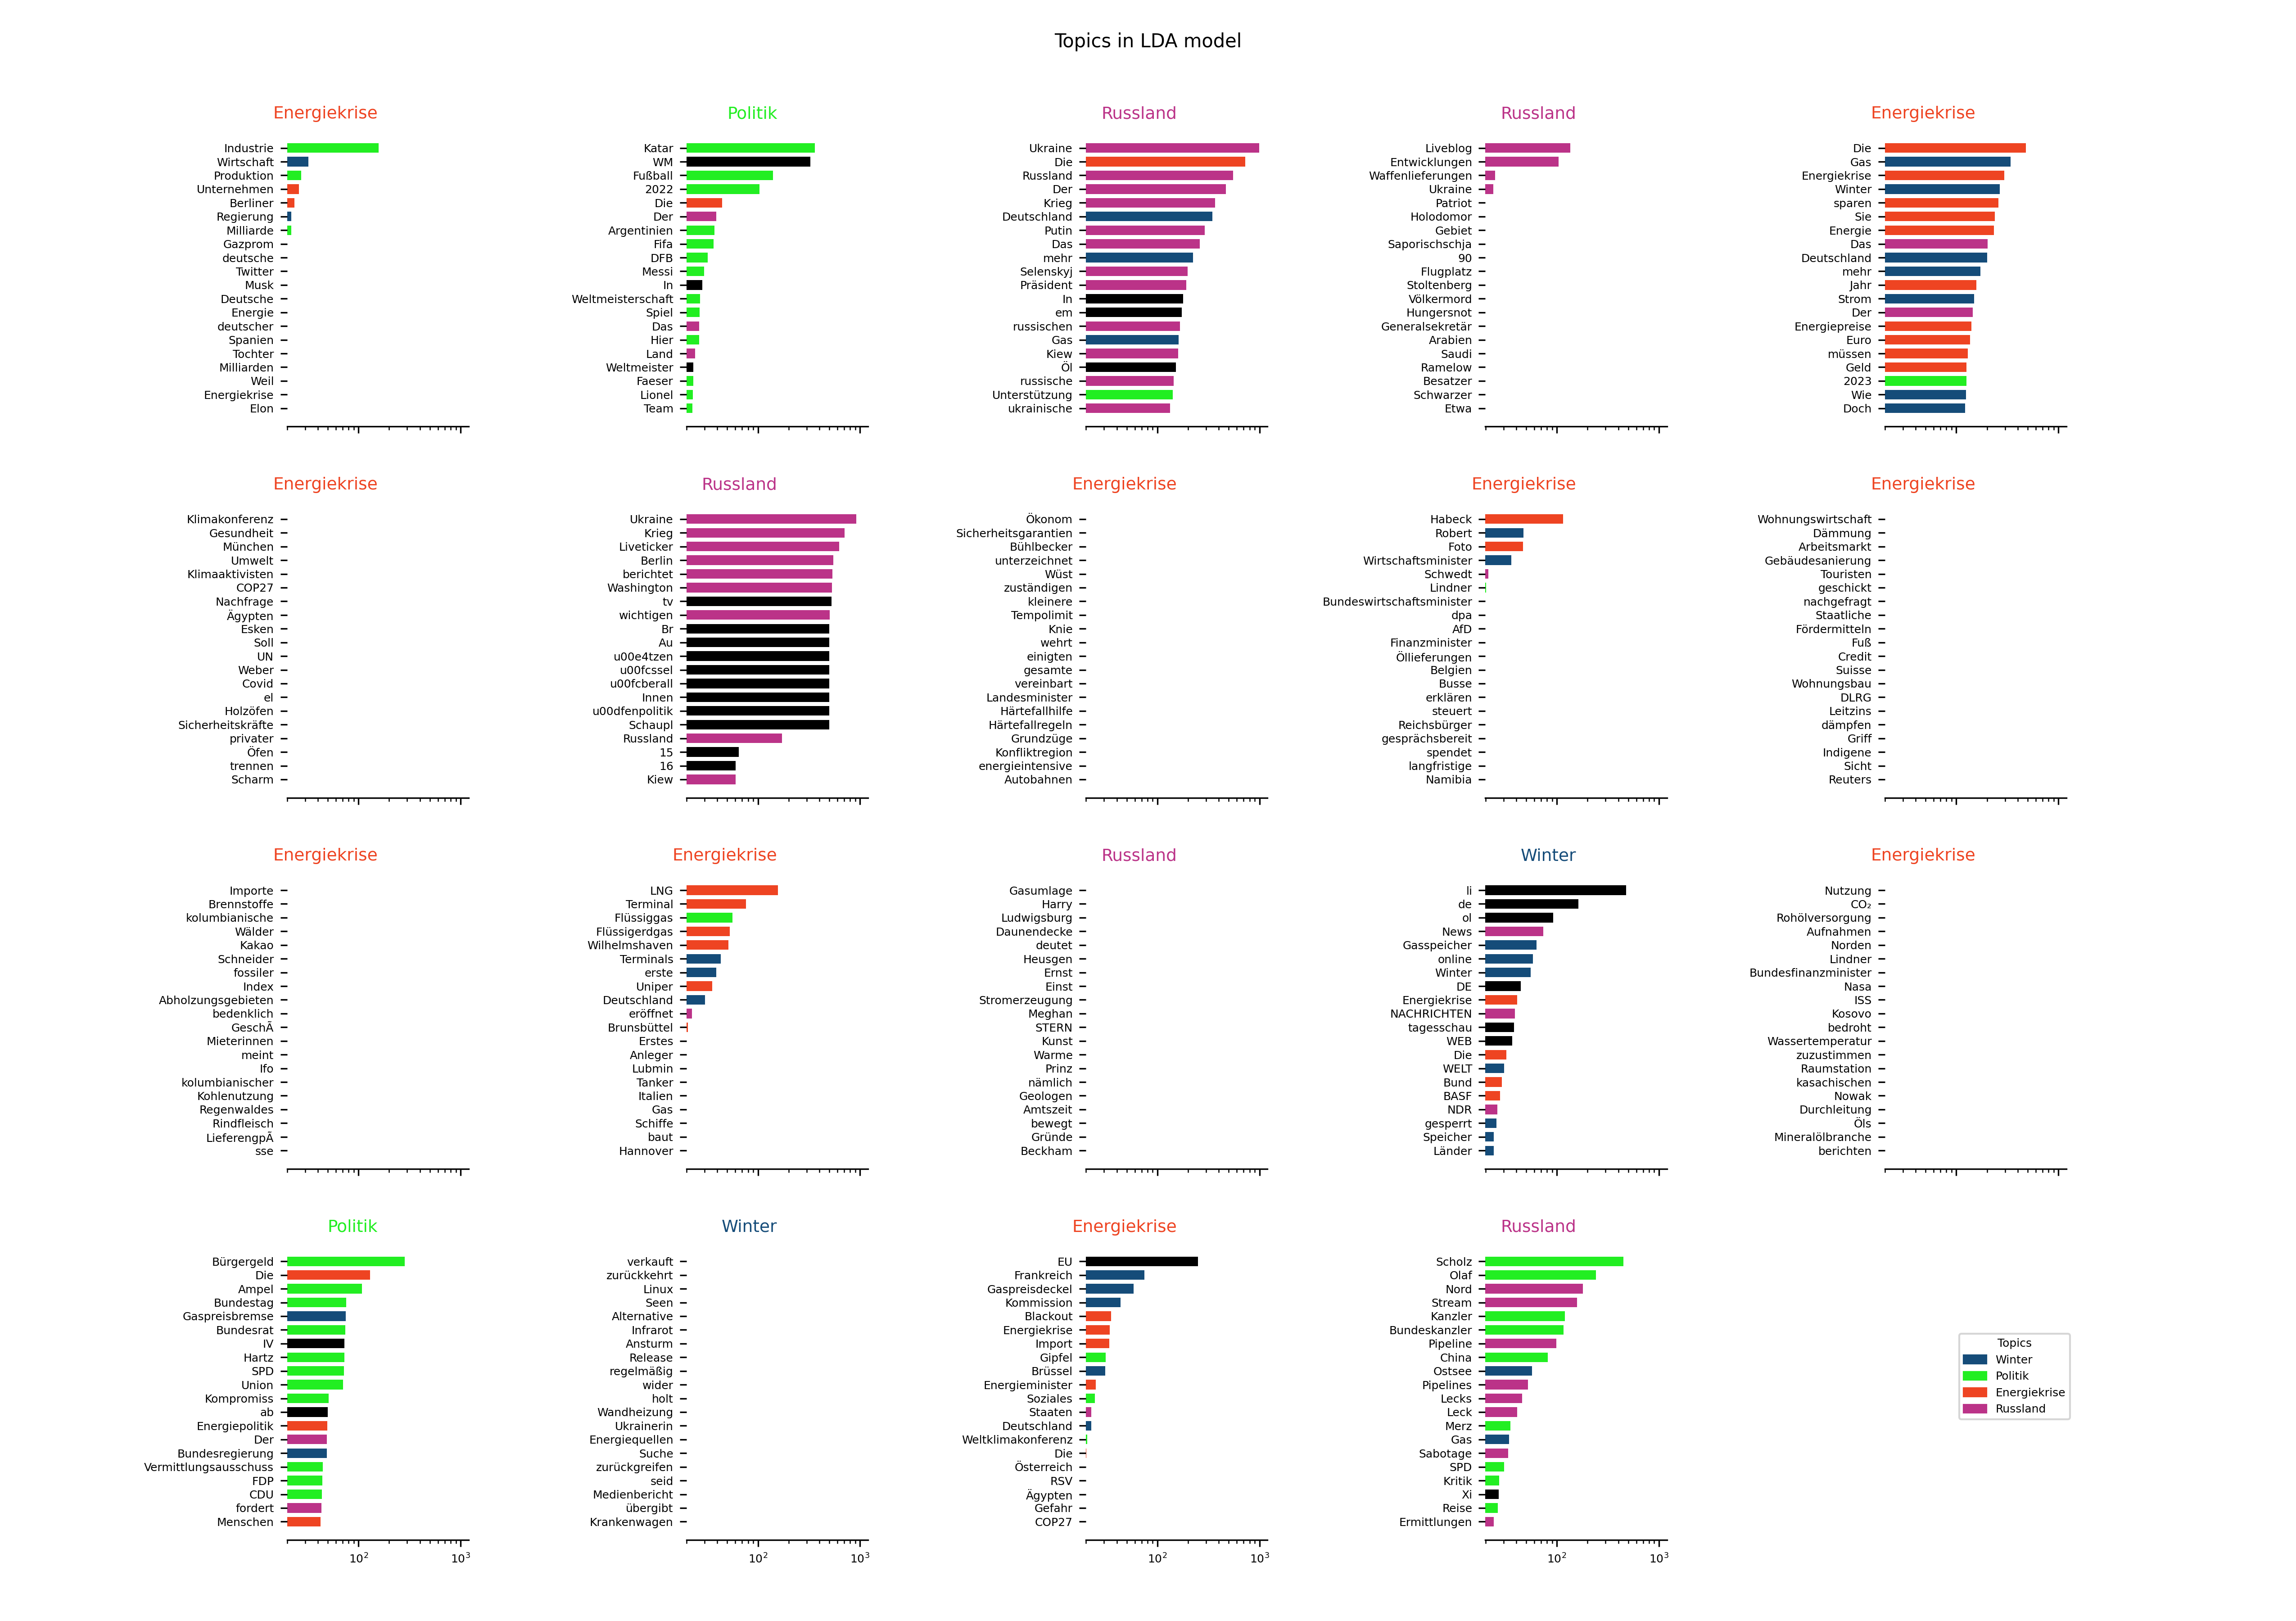 Topics in LDA model
Energiekrise
Industrie
Wirtschaft
Produktion
Unternehmen
Berliner
Regierung
Milliarde
Gazprom
deutsche
Twitter
Musk
Deutsche
Energie
deutscher
Spanien
Tochter
Milliarden
Weil
Energiekrise
Elon
Politik
Katar
WM
Fußball
2022
Die
Der
Argentinien
Fifa
DFB
Messi
In
Weltmeisterschaft
Spiel
Das
Hier
Land
Weltmeister
Faeser
Lionel
Team
Russland
Ukraine
Die
Russland
Der
Krieg
Deutschland
Putin
Das
mehr
Selenskyj
Präsident
In
em
russischen
Gas
Kiew
Öl
russische
Unterstützung
ukrainische
Russland
Liveblog
Entwicklungen
Waffenlieferungen
Ukraine
Patriot
Holodomor
Gebiet
Saporischschja
90
Flugplatz
Stoltenberg
Völkermord
Hungersnot
Generalsekretär
Arabien
Saudi
Ramelow
Besatzer
Schwarzer
Etwa
Energiekrise
Die
Gas
Energiekrise
Winter
sparen
Sie
Energie
Das
Deutschland
mehr
Jahr
Strom
Der
Energiepreise
Euro
müssen
Geld
2023
Wie
Doch
Energiekrise
Klimakonferenz
Gesundheit
München
Umwelt
Klimaaktivisten
COP27
Nachfrage
Ägypten
Esken
Soll
UN
Weber
Covid
el
Holzöfen
Sicherheitskräfte
privater
Öfen
trennen
Scharm
Russland
Ukraine
Krieg
Liveticker
Berlin
berichtet
Washington
tv
wichtigen
Br
Au
u00e4tzen
u00fcssel
u00fcberall
Innen
u00dfenpolitik
Schaupl
Russland
15
16
Kiew
Energiekrise
Ökonom
Sicherheitsgarantien
Bühlbecker
unterzeichnet
Wüst
zuständigen
kleinere
Tempolimit
Knie
wehrt
einigten
gesamte
vereinbart
Landesminister
Härtefallhilfe
Härtefallregeln
Grundzüge
Konfliktregion
energieintensive
Autobahnen
Energiekrise
Habeck
Robert
Foto
Wirtschaftsminister
Schwedt
Lindner
Bundeswirtschaftsminister
dpa
AfD
Finanzminister
Öllieferungen
Belgien
Busse
erklären
steuert
Reichsbürger
gesprächsbereit
spendet
langfristige
Namibia
Energiekrise
Wohnungswirtschaft
Dämmung
Arbeitsmarkt
Gebäudesanierung
Touristen
geschickt
nachgefragt
Staatliche
Fördermitteln
Fuß
Credit
Suisse
Wohnungsbau
DLRG
Leitzins
dämpfen
Griff
Indigene
Sicht
Reuters
Energiekrise
Importe
Brennstoffe
kolumbianische
Wälder
Kakao
Schneider
fossiler
Index
Abholzungsgebieten
bedenklich
GeschÃ
Mieterinnen
meint
Ifo
kolumbianischer
Kohlenutzung
Regenwaldes
Rindfleisch
LieferengpÃ
sse
Energiekrise
LNG
Terminal
Flüssiggas
Flüssigerdgas
Wilhelmshaven
Terminals
erste
Uniper
Deutschland
eröffnet
Brunsbüttel
Erstes
Anleger
Lubmin
Tanker
Italien
Gas
Schiffe
baut
Hannover
Russland
Gasumlage
Harry
Ludwigsburg
Daunendecke
deutet
Heusgen
Ernst
Einst
Stromerzeugung
Meghan
STERN
Kunst
Warme
Prinz
nämlich
Geologen
Amtszeit
bewegt
Gründe
Beckham
Winter
li
de
ol
News
Gasspeicher
online
Winter
DE
Energiekrise
NACHRICHTEN
tagesschau
WEB
Die
WELT
Bund
BASF
NDR
gesperrt
Speicher
Länder
Energiekrise
Nutzung
CO₂
Rohölversorgung
Aufnahmen
Norden
Lindner
Bundesfinanzminister
Nasa
ISS
Kosovo
bedroht
Wassertemperatur
zuzustimmen
Raumstation
kasachischen
Nowak
Durchleitung
Öls
Mineralölbranche
berichten
Politik
Bürgergeld
Die
Ampel
Bundestag
Gaspreisbremse
Bundesrat
IV
Hartz
SPD
Union
Kompromiss
ab
Energiepolitik
Der
Bundesregierung
Vermittlungsausschuss
FDP
CDU
fordert
Menschen
10²
10³
Winter
verkauft
zurückkehrt
Linux
Seen
Alternative
Infrarot
Ansturm
Release
regelmäßig
wider
holt
Wandheizung
Ukrainerin
Energiequellen
Suche
zurückgreifen
seid
Medienbericht
übergibt
Krankenwagen
10²
10³
Energiekrise
EU
Frankreich
Gaspreisdeckel
Kommission
Blackout
Energiekrise
Import
Gipfel
Brüssel
Energieminister
Soziales
Staaten
Deutschland
Weltklimakonferenz
Die
Österreich
RSV
Ägypten
Gefahr
COP27
10²
10³
Russland
Scholz
Olaf
Nord
Stream
Kanzler
Bundeskanzler
Pipeline
China
Ostsee
Pipelines
Lecks
Leck
Merz
Gas
Sabotage
SPD
Kritik
Xi
Reise
Ermittlungen
10²
10³
Topics
Winter
Politik
Energiekrise
Russland